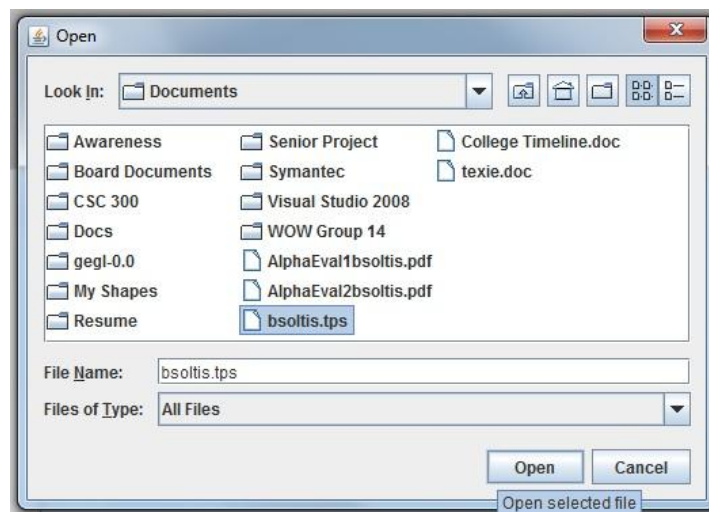 Open
Look In: Documents
Awareness
Board Documents
CSC 300
Docs
gegl-0.0
My Shapes
Resume
Senior Project
Symantec
Visual Studio 2008
WOW Group 14
AlphaEval1bsoltis.pdf
AlphaEval2bsoltis.pdf
bsoltis.tps
College Timeline.doc
texie.doc
File Name: bsoltis.tps
Files of Type: All Files
Open Cancel
Open selected file